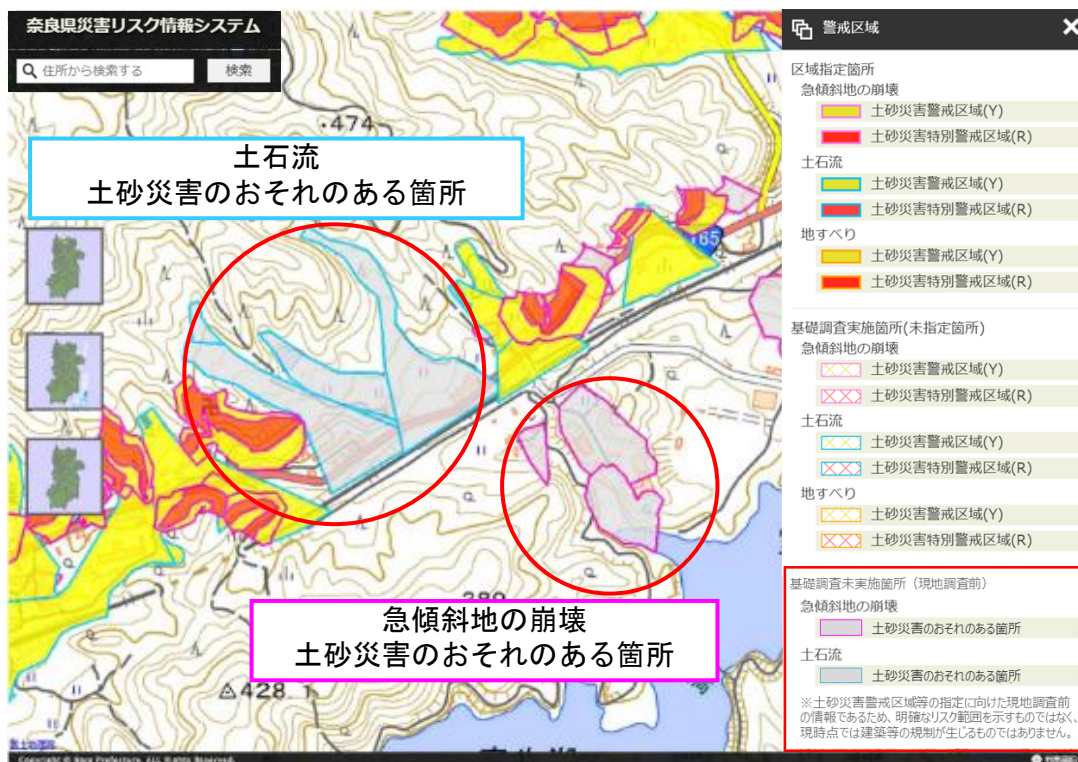 奈良県災害リスク情報システム
住所から検索する
検索
・474
土石流
土砂災害のおそれのある箇所
165
急傾斜地の崩壊
土砂災害のおそれのある箇所
428
警戒区域
区域指定箇所
急傾斜地の崩壊
土砂災害警戒区域(Y)
土砂災害特別警戒区域(R)
土石流
土砂災害警戒区域(Y)
土砂災害特別警戒区域(R)
地すべり
土砂災害警戒区域(Y)
土砂災害特別警戒区域(R)
基礎調査実施箇所(未指定箇所)
急傾斜地の崩壊
土砂災害警戒区域(Y)
土砂災害特別警戒区域(R)
土石流
土砂災害警戒区域(Y)
土砂災害特別警戒区域(R)
地すべり
土砂災害警戒区域(Y)
土砂災害特別警戒区域(R)
基礎調査未実施箇所（現地調査前）
急傾斜地の崩壊
土砂災害のおそれのある箇所
土石流
土砂災害のおそれのある箇所
※土砂災害警戒区域等の指定に向けた現地調査前
の情報であるため、明確なリスク範囲を示すものではなく、
現時点では建築等の規制が生じるものではありません。
Copyright © Nara Prefecture. ALL Rights Reserved.